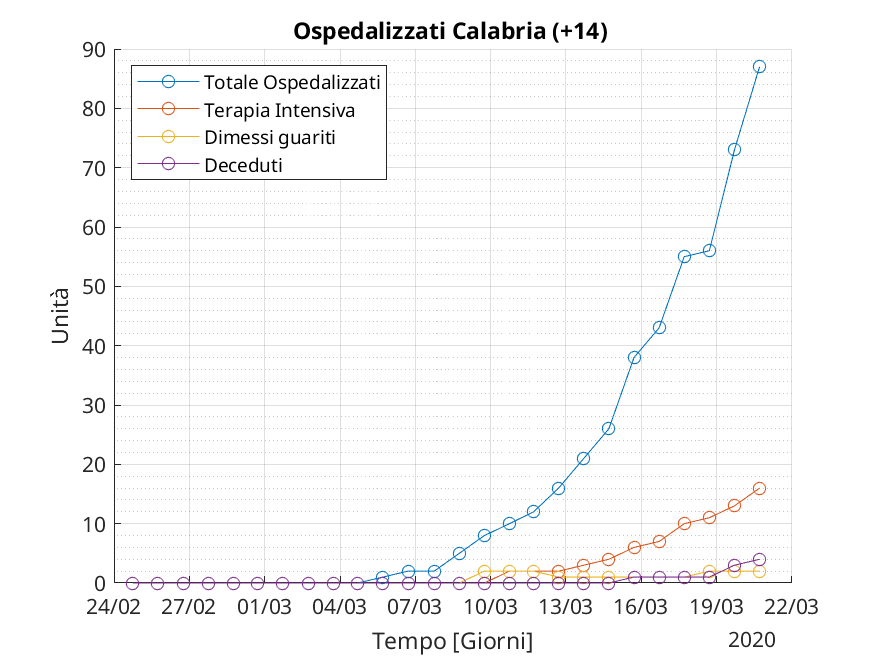 Ospedalizzati Calabria (+14)
Totale Ospedalizzati
Terapia Intensiva
Dimessi guariti
Deceduti
90
80
70
60
50
40
30
20
10
0
Unità
24/02 27/02 01/03 04/03 07/03 10/03 13/03 16/03 19/03 22/03
Tempo [Giorni]
2020